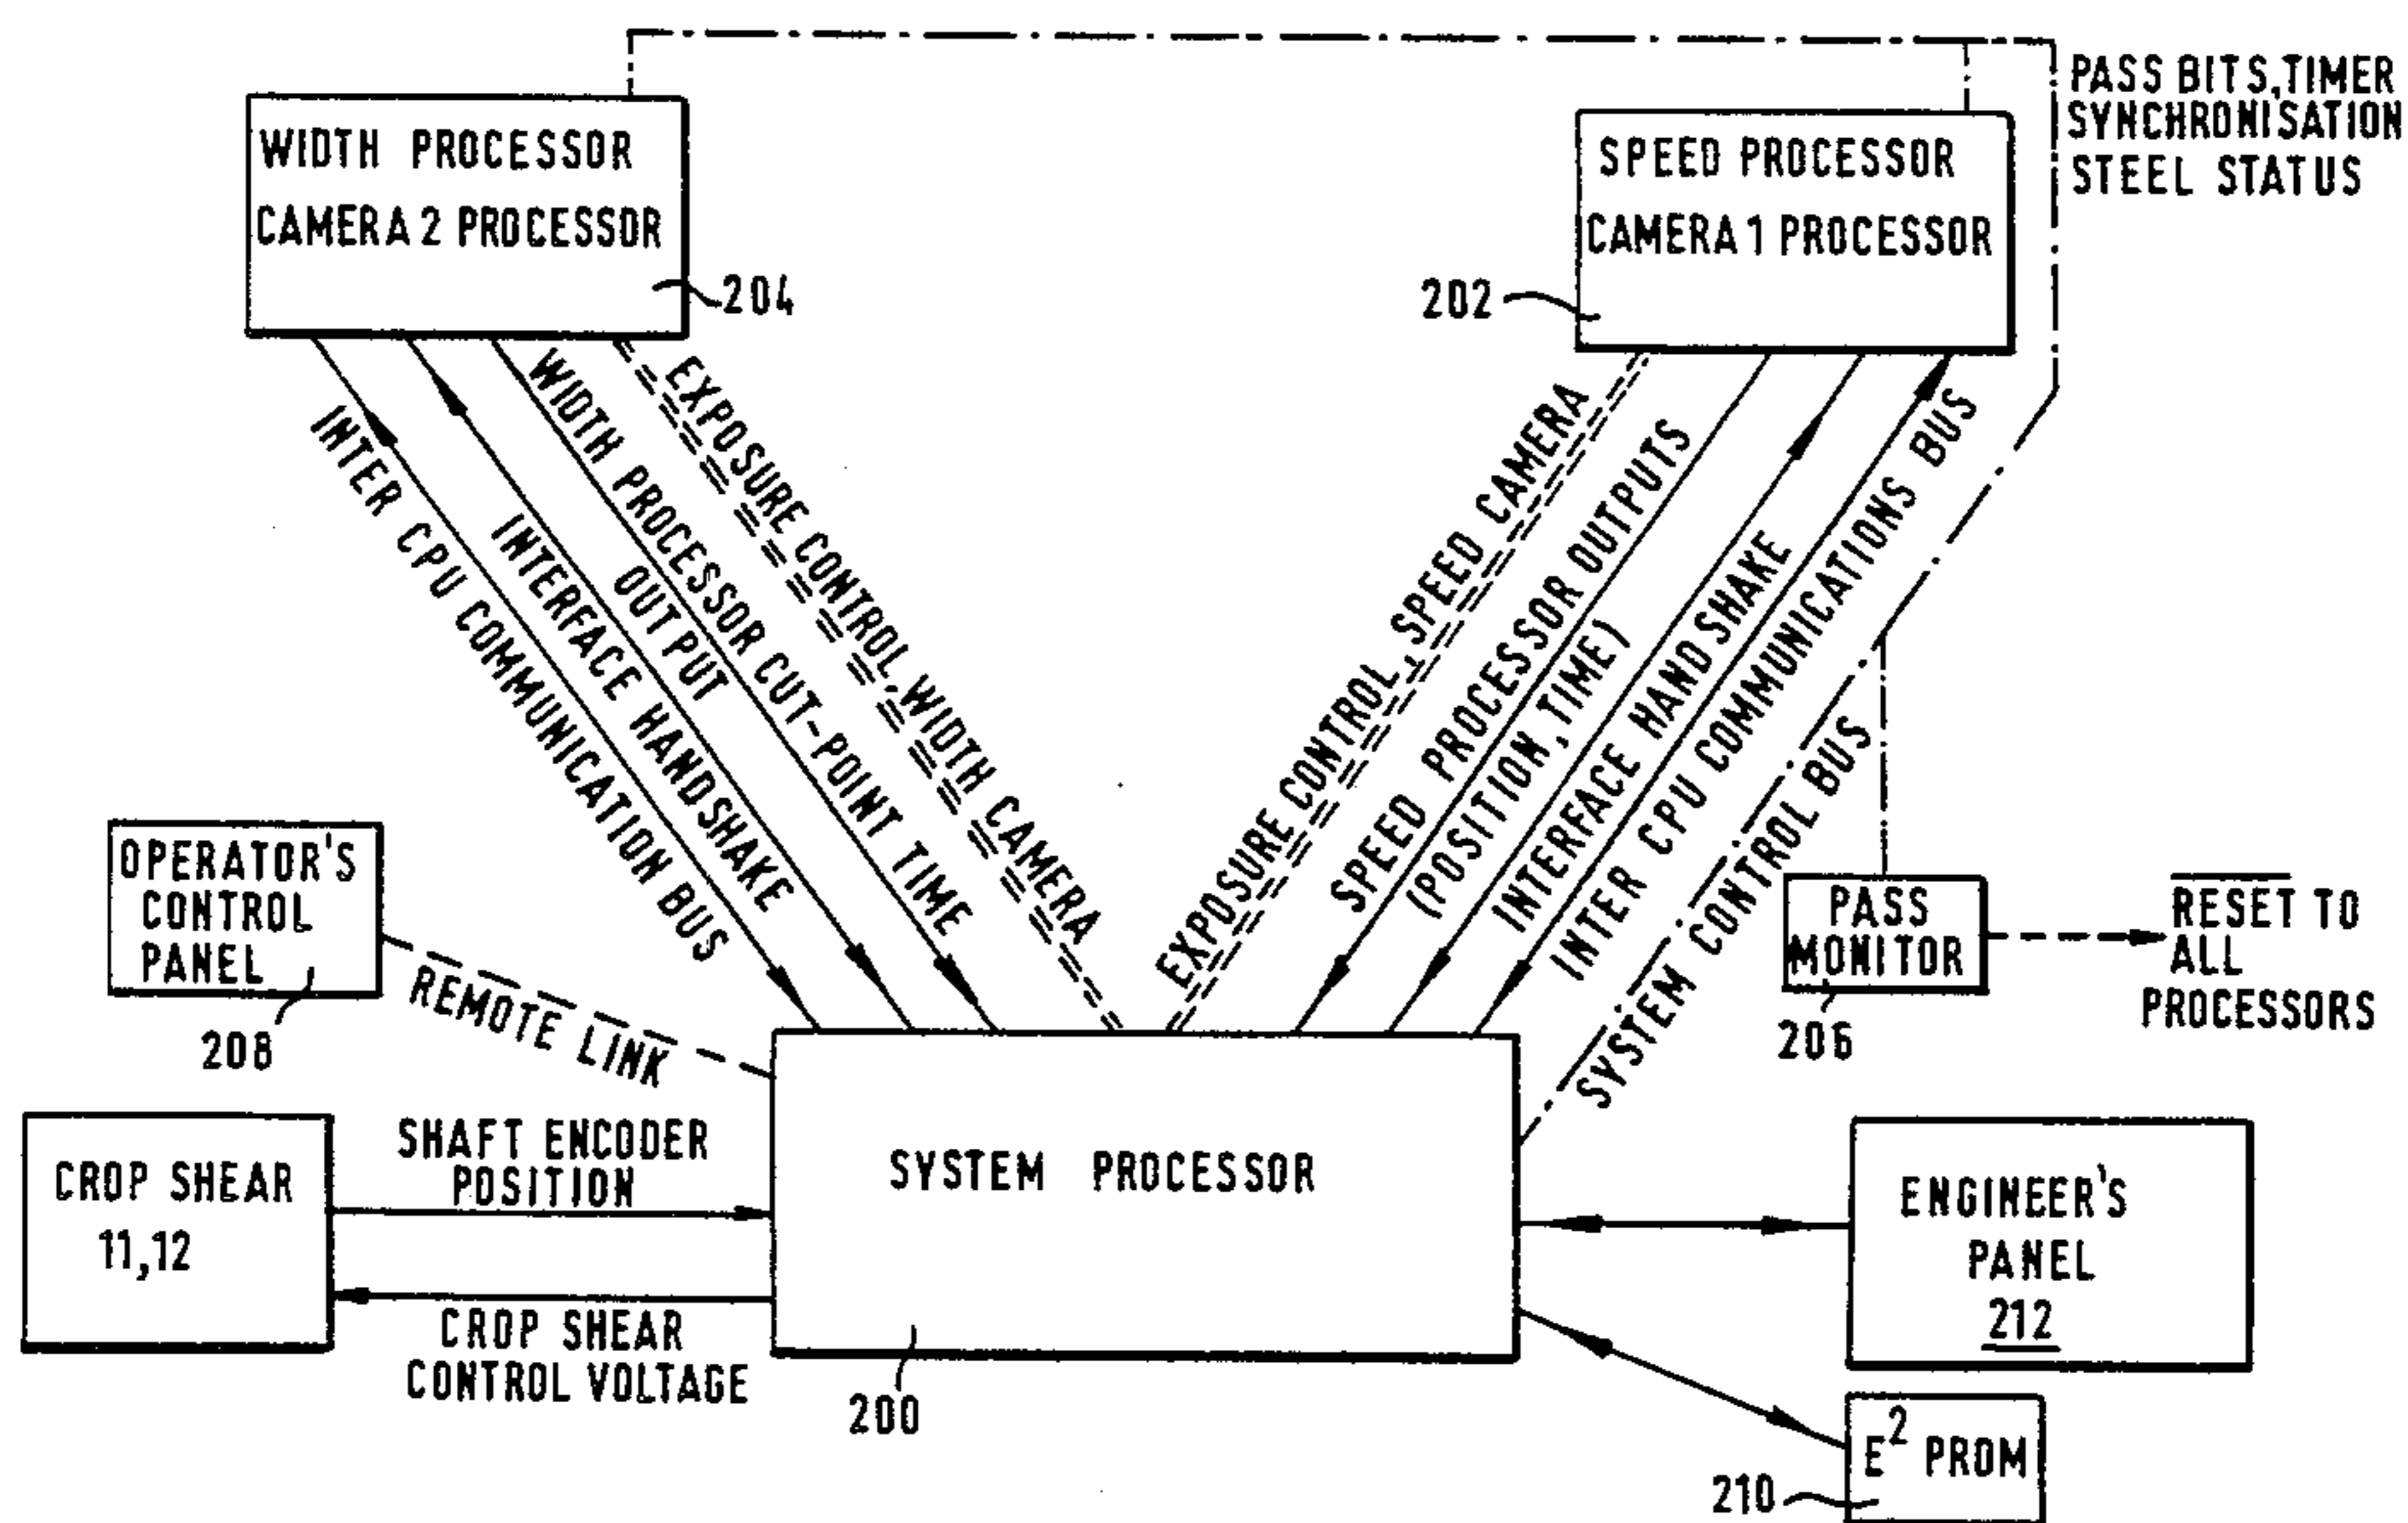 PASS BITS,TIMER
SYNCHRONISATION
STEEL STATUS
WIDTH PROCESSOR
CAMERA 2 PROCESSOR
204
SPEED PROCESSOR
CAMERA 1 PROCESSOR
202
INTER CPU COMMUNICATION BUS
INTERFACE HANDSHAKE
WIDTH PROCESSOR CUT-POINT TIME
OUTPUT
EXPOSURE CONTROL, WIDTH CAMERA
EXPOSURE CONTROL, SPEED CAMERA
SPEED PROCESSOR OUTPUTS
(POSITION, TIME)
INTERFACE HANDSHAKE
INTER CPU COMMUNICATIONS BUS
SYSTEM CONTROL BUS
OPERATOR'S
CONTROL
PANEL
208
REMOTE LINK
PASS
MONITOR
206
RESET TO
ALL
PROCESSORS
CROP SHEAR
11,12
SHAFT ENCODER
POSITION
CROP SHEAR
CONTROL VOLTAGE
SYSTEM PROCESSOR
200
ENGINEER'S
PANEL
212
E² PROM
210